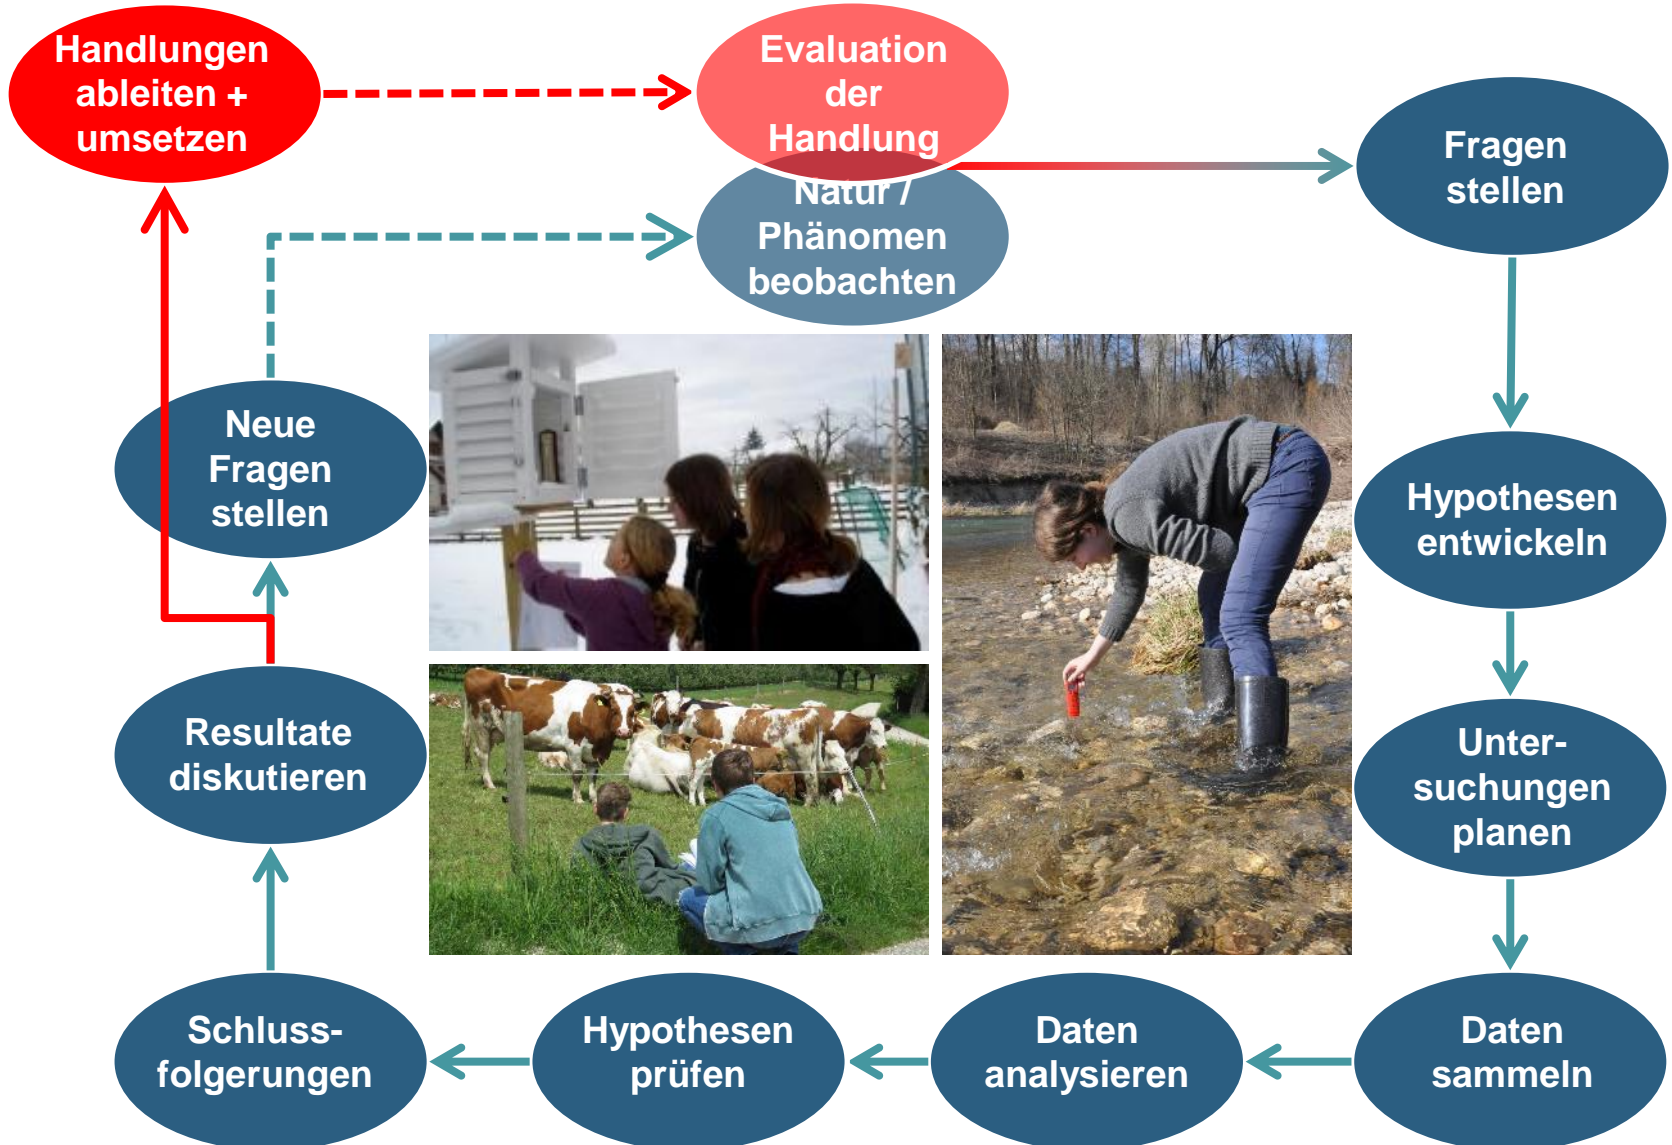 Handlungen
ableiten +
umsetzen
Evaluation
der
Handlung
Natur /
Phänomen
beobachten
Fragen
stellen
Hypothesen
entwickeln
Unter-
suchungen
planen
Daten
sammeln
Daten
analysieren
Hypothesen
prüfen
Schluss-
folgerungen
Resultate
diskutieren
Neue
Fragen
stellen